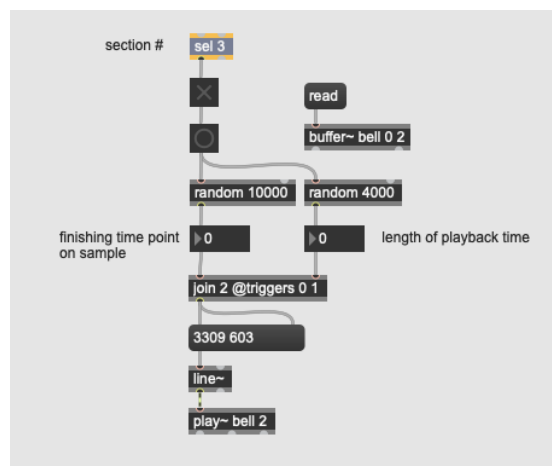 section #
sel 3
read
buffer~ bell 0 2
random 10000
random 4000
finishing time point
on sample
0
0
length of playback time
join 2 @triggers 0 1
3309 603
line~
play~ bell 2